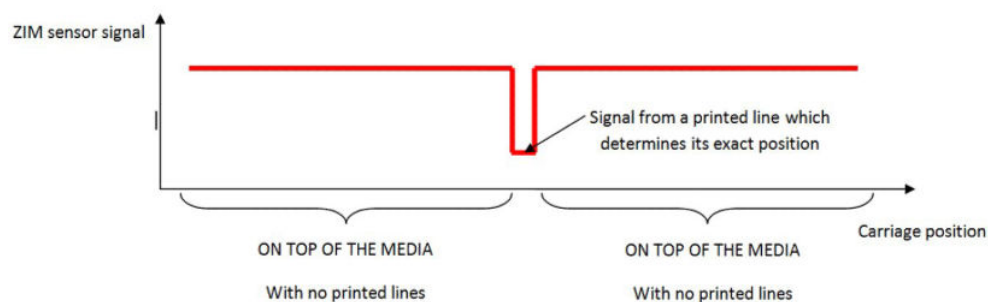 ZIM sensor signal
Signal from a printed line which
determines its exact position
Carriage position
ON TOP OF THE MEDIA
With no printed lines
ON TOP OF THE MEDIA
With no printed lines